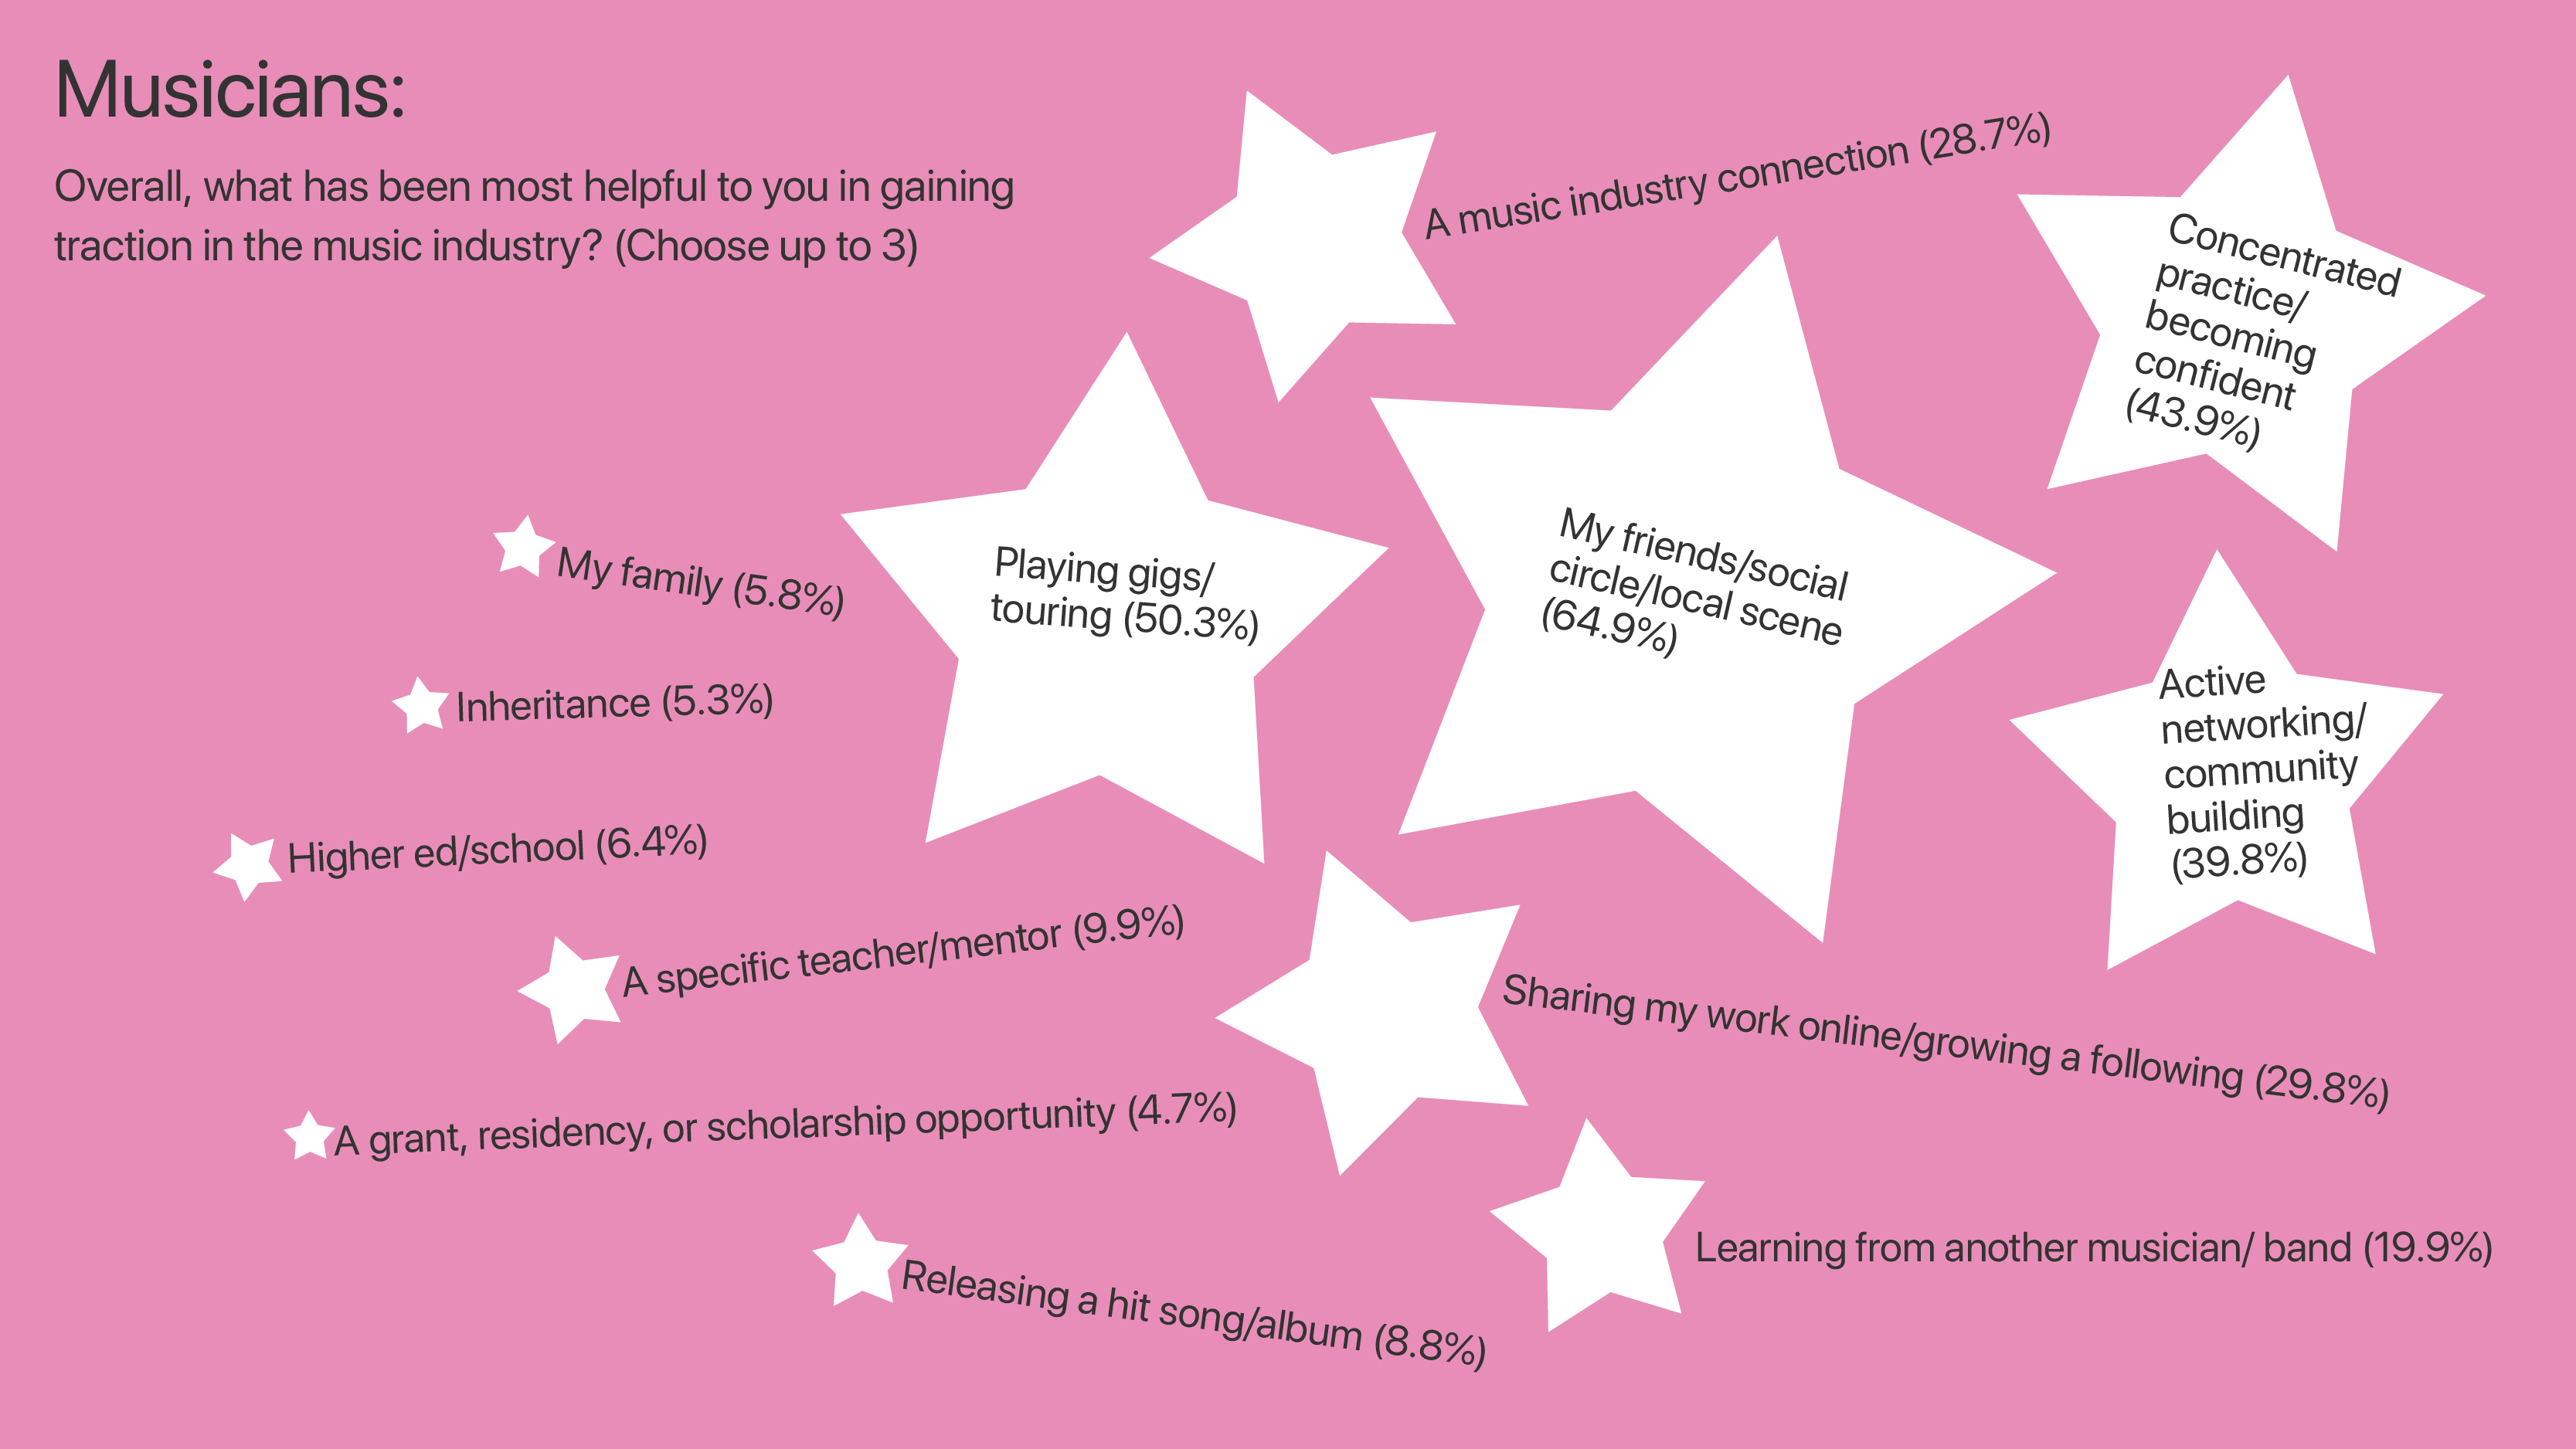 Musicians:
Overall, what has been most helpful to you in gaining
traction in the music industry? (Choose up to 3)
A music industry connection (28.7%)
Concentrated
practice/
becoming
confident
(43.9%)
My friends/social
circle/local scene
(64.9%)
Playing gigs/
touring (50.3%)
My family (5.8%)
Inheritance (5.3%)
Active
networking/
community
building
(39.8%)
Higher ed/school (6.4%)
A specific teacher/mentor (9.9%)
Sharing my work online/growing a following (29.8%)
A grant, residency, or scholarship opportunity (4.7%)
Learning from another musician/ band (19.9%)
Releasing a hit song/album (8.8%)